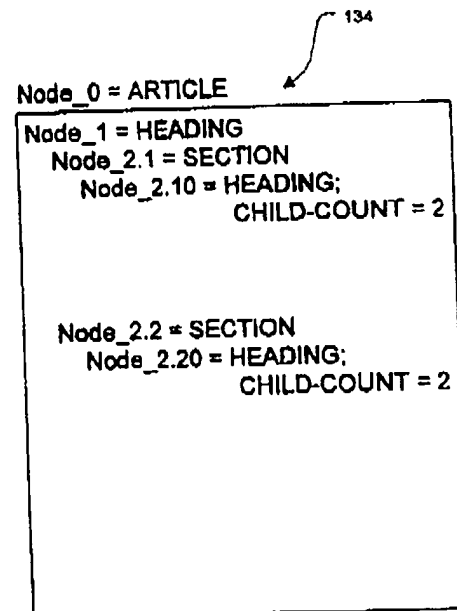 134
Node_0 = ARTICLE
Node_1 = HEADING
Node_2.1 = SECTION
Node_2.10 = HEADING;
CHILD-COUNT = 2
Node_2.2 = SECTION
Node_2.20 = HEADING;
CHILD-COUNT = 2